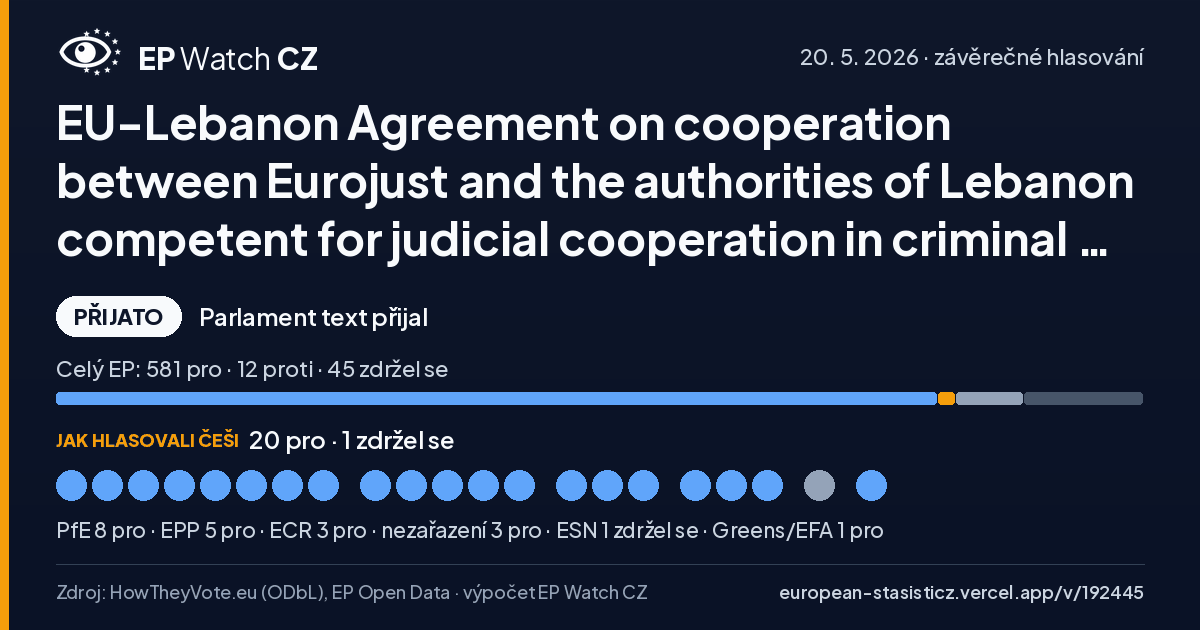 EP Watch CZ
20. 5. 2026 · závěrečné hlasování
EU–Lebanon Agreement on cooperation
between Eurojust and the authorities of Lebanon
competent for judicial cooperation in criminal …
PŘIJATO Parlament text přijal
Celý EP: 581 pro · 12 proti · 45 zdržel se
JAK HLASOVALI ČEŠI 20 pro · 1 zdržel se
PfE 8 pro · EPP 5 pro · ECR 3 pro · nezařazení 3 pro · ESN 1 zdržel se · Greens/EFA 1 pro
Zdroj: HowTheyVote.eu (ODbL), EP Open Data · výpočet EP Watch CZ
european-stasisticz.vercel.app/v/192445